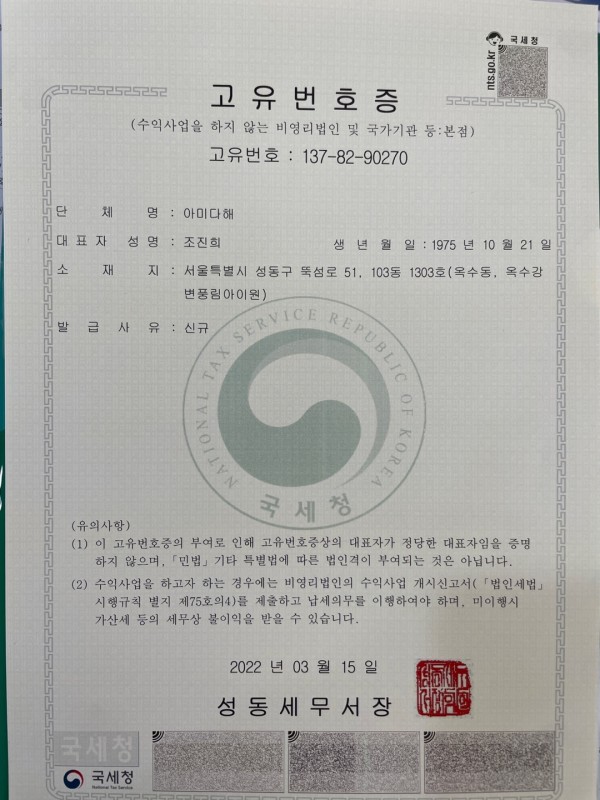 국세청
nts.go.kr
고유번호증
(수익사업을 하지 않는 비영리법인 및 국가기관 등:본점)
고유번호 : 137-82-90270
단체명 : 아미다해
대표자 성명 : 조진희 생년월일 : 1975 년 10 월 21 일
소재지 : 서울특별시 성동구 뚝섬로 51, 103동 1303호(옥수동, 옥수강
변풍림아이원)
발급사유 : 신규
NATIONAL TAX SERVICE REPUBLIC OF KOREA
국세청
(유의사항)
(1) 이 고유번호증의 부여로 인해 고유번호증상의 대표자가 정당한 대표자임을 증명
하지 않으며,「민법」기타 특별법에 따른 법인격이 부여되는 것은 아닙니다.
(2) 수익사업을 하고자 하는 경우에는 비영리법인의 수익사업 개시신고서(「법인세법」
시행규칙 별지 제75호의4)를 제출하고 납세의무를 이행하여야 하며, 미이행시
가산세 등의 세무상 불이익을 받을 수 있습니다.
2022 년 03 월 15 일
성동세무서장
국세청
국세청
National Tax Service